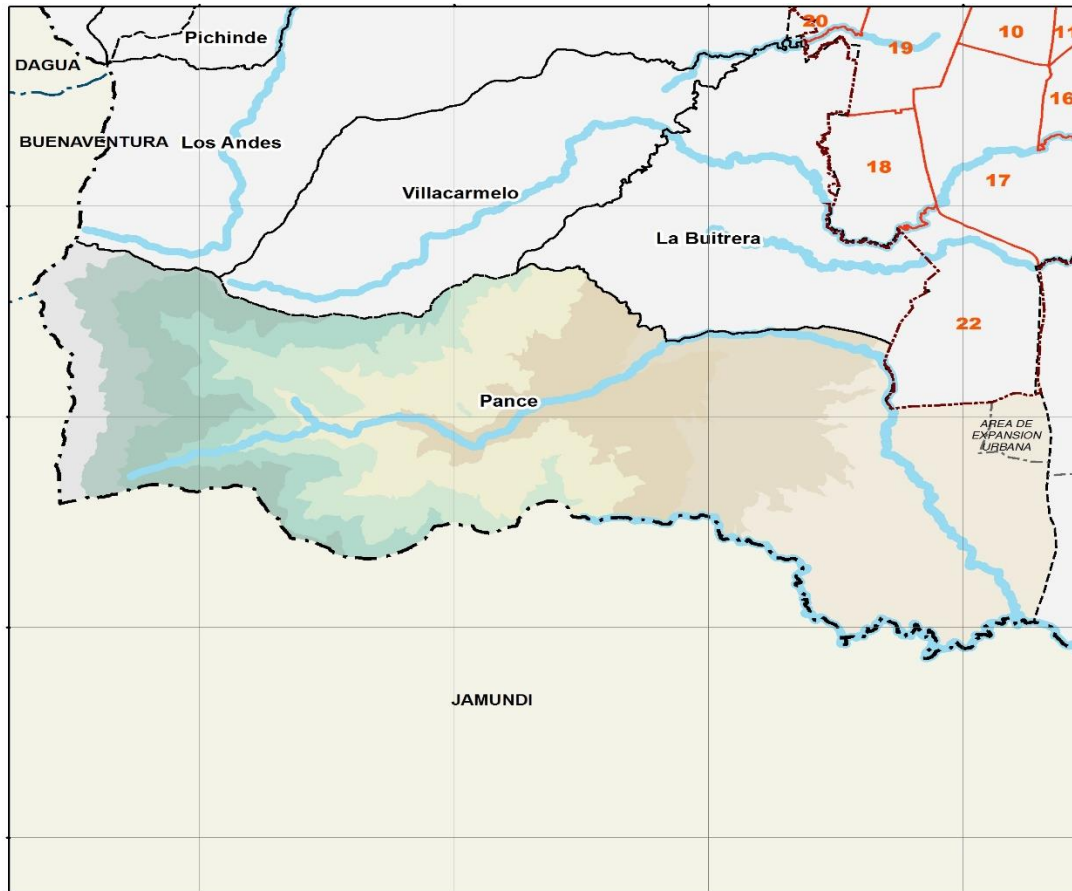 20
10
11
Pichinde
19
DAGUA
16
BUENAVENTURA
Los Andes
18
17
Villacarmelo
La Buitrera
22
Pance
AREA DE
EXPANSION
URBANA
JAMUNDI